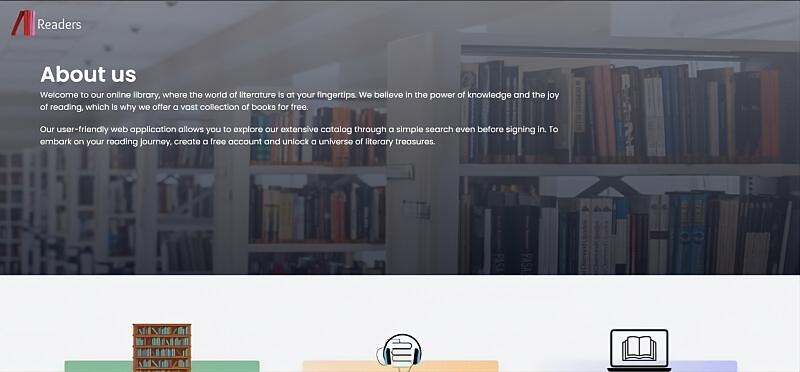 Readers
About us
Welcome to our online library, where the world of literature is at your fingertips. We believe in the power of knowledge and the joy
of reading, which is why we offer a vast collection of books for free.
Our user-friendly web application allows you to explore our extensive catalog through a simple search even before signing in. To
embark on your reading journey, create a free account and unlock a universe of literary treasures.